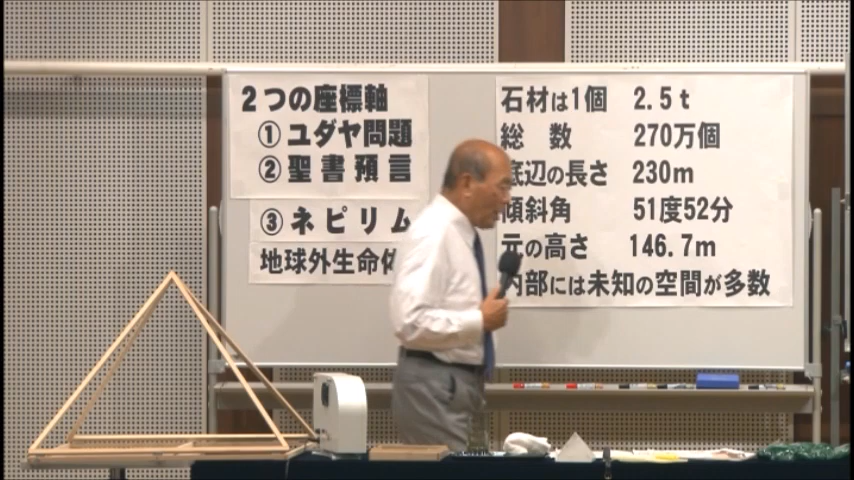 2つの座標軸
①ユダヤ問題
②聖書預言
③ネピリム
地球外生命体
石材は1個 2.5t
総数 270万個
底辺の長さ 230m
傾斜角 51度52分
元の高さ 146.7m
内部には未知の空間が多数